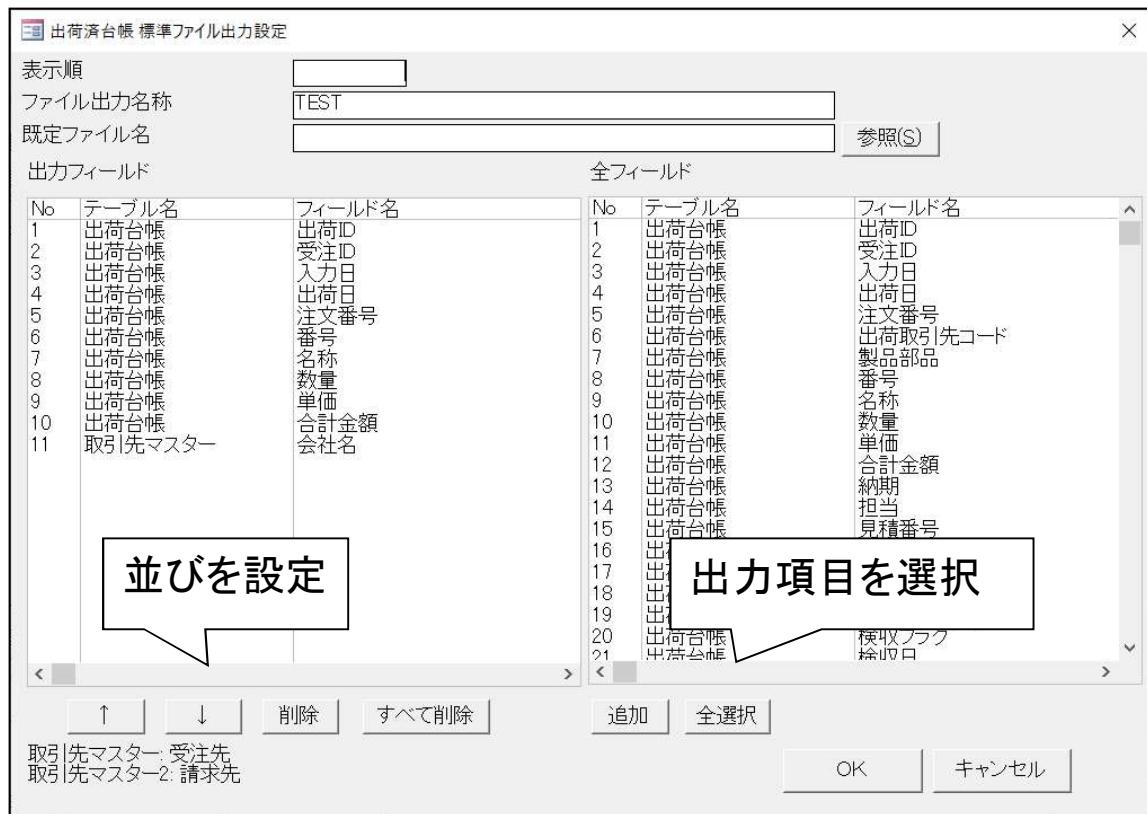 出荷済台帳 標準ファイル出力設定
表示順
ファイル出力名称 TEST
既定ファイル名 参照(S)
出力フィールド
No テーブル名 フィールド名
1 出荷台帳 出荷ID
2 出荷台帳 受注ID
3 出荷台帳 入力日
4 出荷台帳 出荷日
5 出荷台帳 注文番号
6 出荷台帳 番号
7 出荷台帳 名称
8 出荷台帳 数量
9 出荷台帳 単価
10 出荷台帳 合計金額
11 取引先マスター 会社名
並びを設定
↑ ↓ 削除 すべて削除
取引先マスター: 受注先
取引先マスター2: 請求先
全フィールド
No テーブル名 フィールド名
1 出荷台帳 出荷ID
2 出荷台帳 受注ID
3 出荷台帳 入力日
4 出荷台帳 出荷日
5 出荷台帳 注文番号
6 出荷台帳 出荷取引先コード
7 出荷台帳 製品部品
8 出荷台帳 番号
9 出荷台帳 名称
10 出荷台帳 数量
11 出荷台帳 単価
12 出荷台帳 合計金額
13 出荷台帳 納期
14 出荷台帳 担当
15 出荷台帳 見積番号
16
17
18
19
20 出荷台帳 検収フラグ
21 出荷台帳 検収日
出力項目を選択
追加 全選択
OK キャンセル